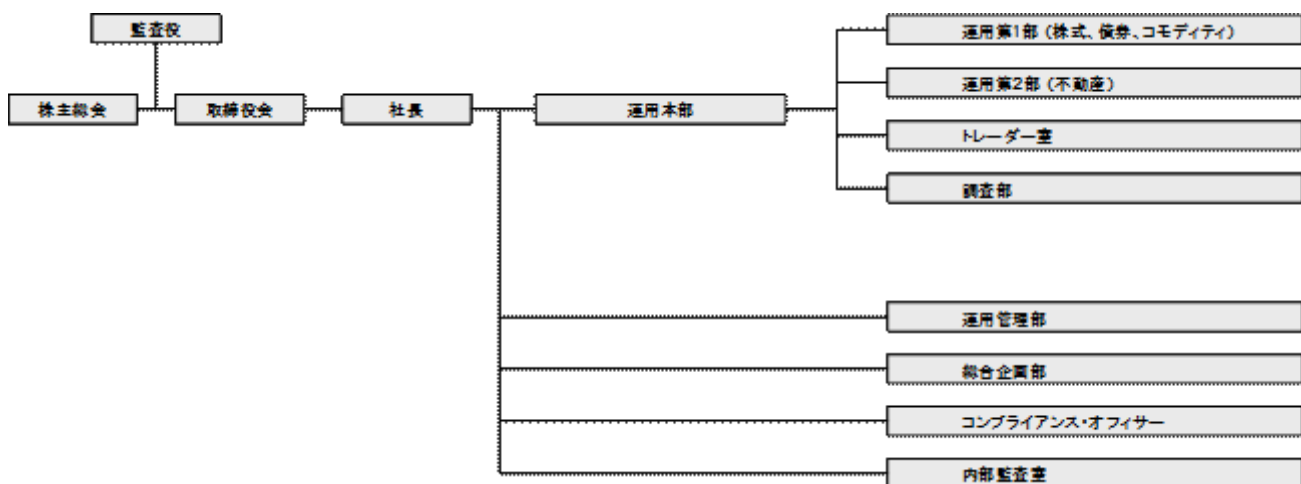 監査役
株主総会
取締役会
社長
運用本部
運用第1部（株式、債券、コモディティ）
運用第2部（不動産）
トレーダー室
調査部
運用管理部
総合企画部
コンプライアンス・オフィサー
内部監査室